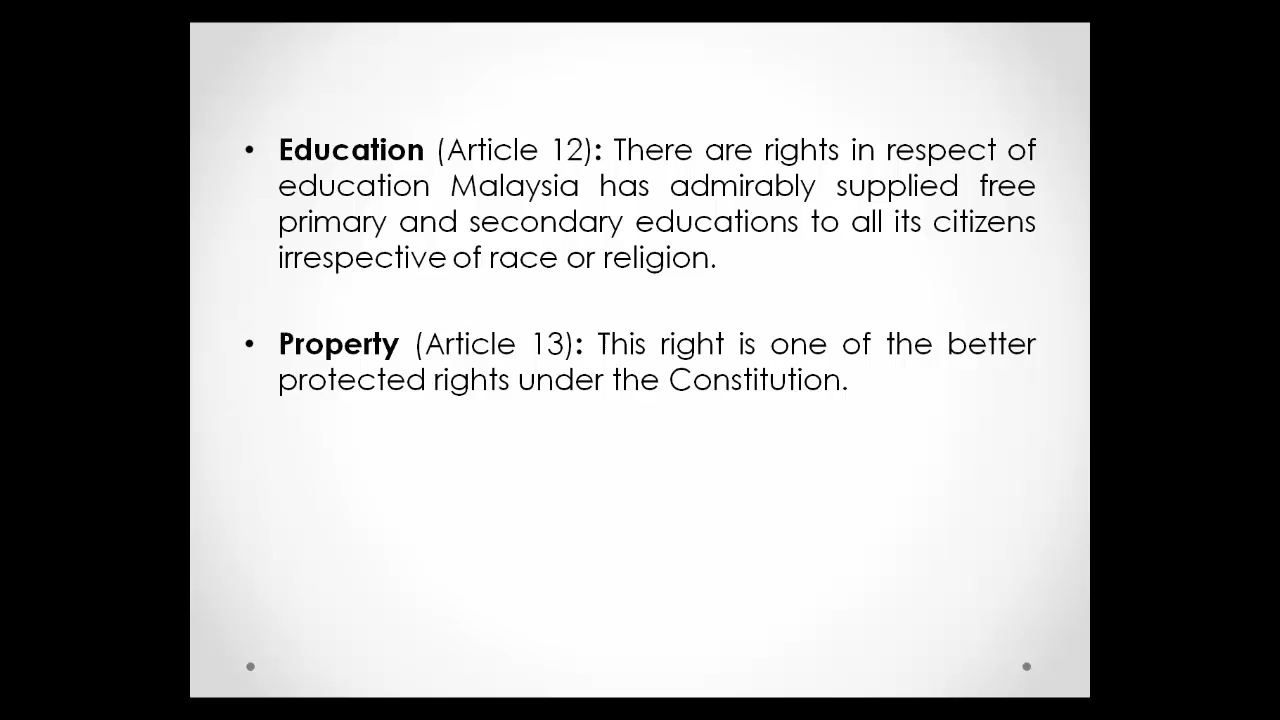 • Education (Article 12): There are rights in respect of
education Malaysia has admirably supplied free
primary and secondary educations to all its citizens
irrespective of race or religion.
• Property (Article 13): This right is one of the better
protected rights under the Constitution.